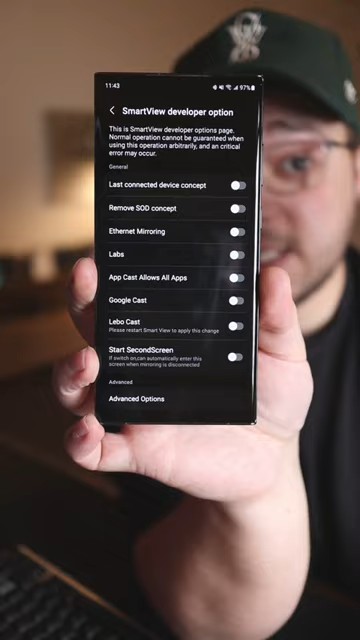 11:43
97%
SmartView developer option
This is SmartView developer options page.
Normal operation cannot be guaranteed when
using this operation arbitrarily, and an critical
error may occur.
General
Last connected device concept
Remove SOD concept
Ethernet Mirroring
Labs
App Cast Allows All Apps
Google Cast
Lebo Cast
Please restart Smart View to apply this change
Start SecondScreen
If switch on,can automatically enter this
screen when mirroring is disconnected
Advanced
Advanced Options